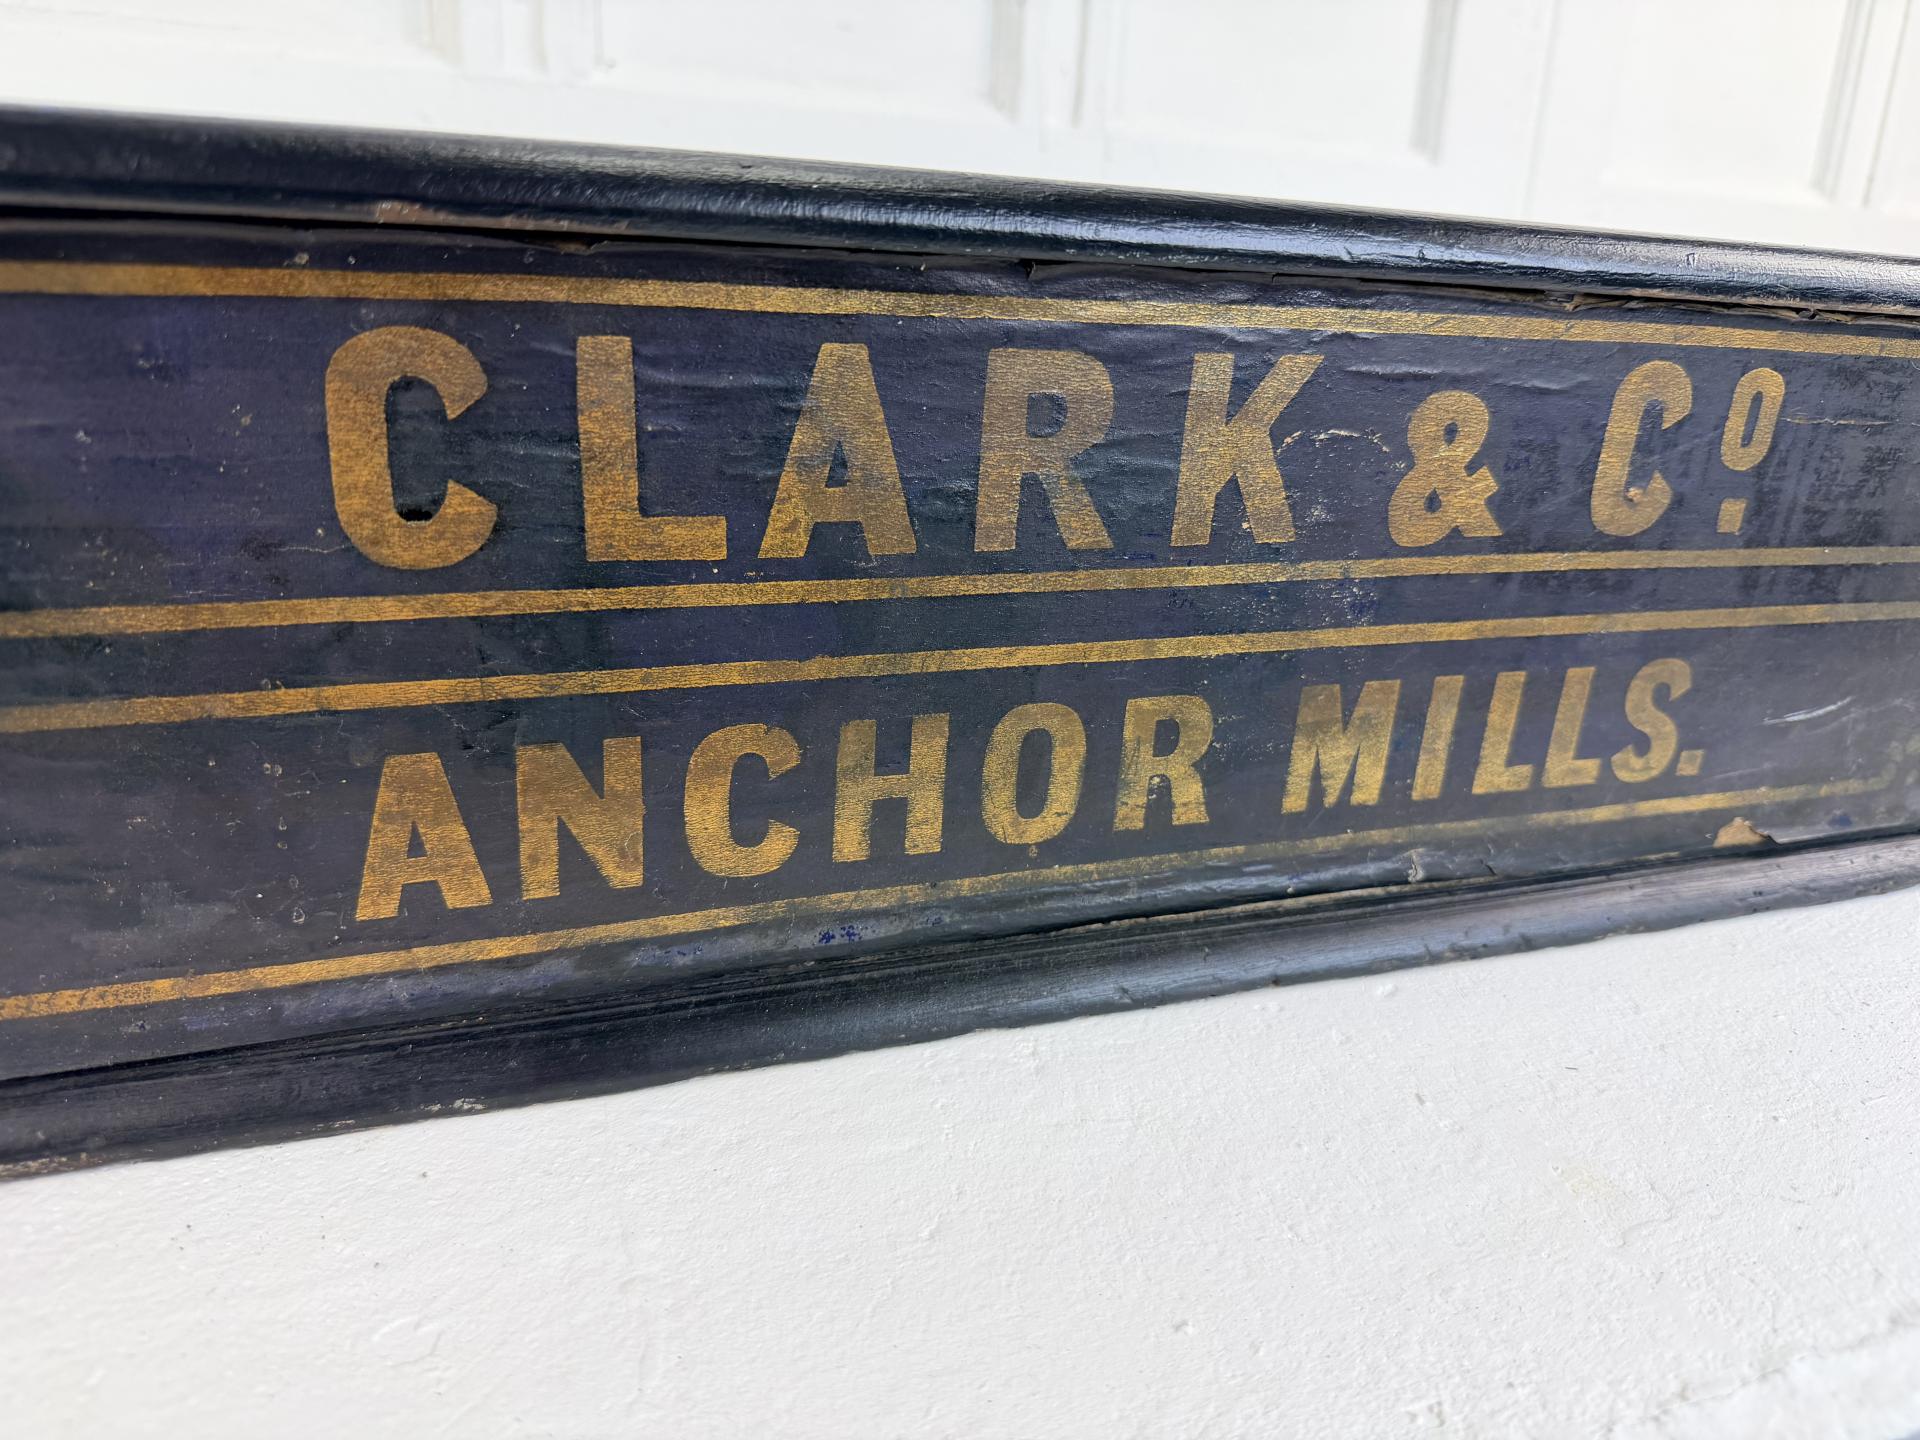 CLARK & Cº.
ANCHOR MILLS.